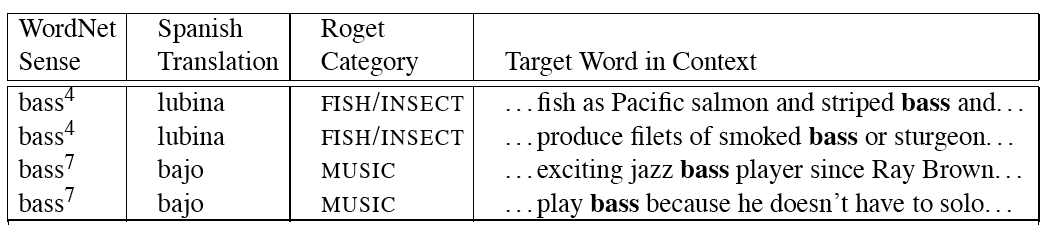 WordNet Spanish Roget
Sense Translation Category Target Word in Context
bass⁴ lubina FISH/INSECT …fish as Pacific salmon and striped bass and…
bass⁴ lubina FISH/INSECT …produce filets of smoked bass or sturgeon…
bass⁷ bajo MUSIC …exciting jazz bass player since Ray Brown…
bass⁷ bajo MUSIC …play bass because he doesn't have to solo…